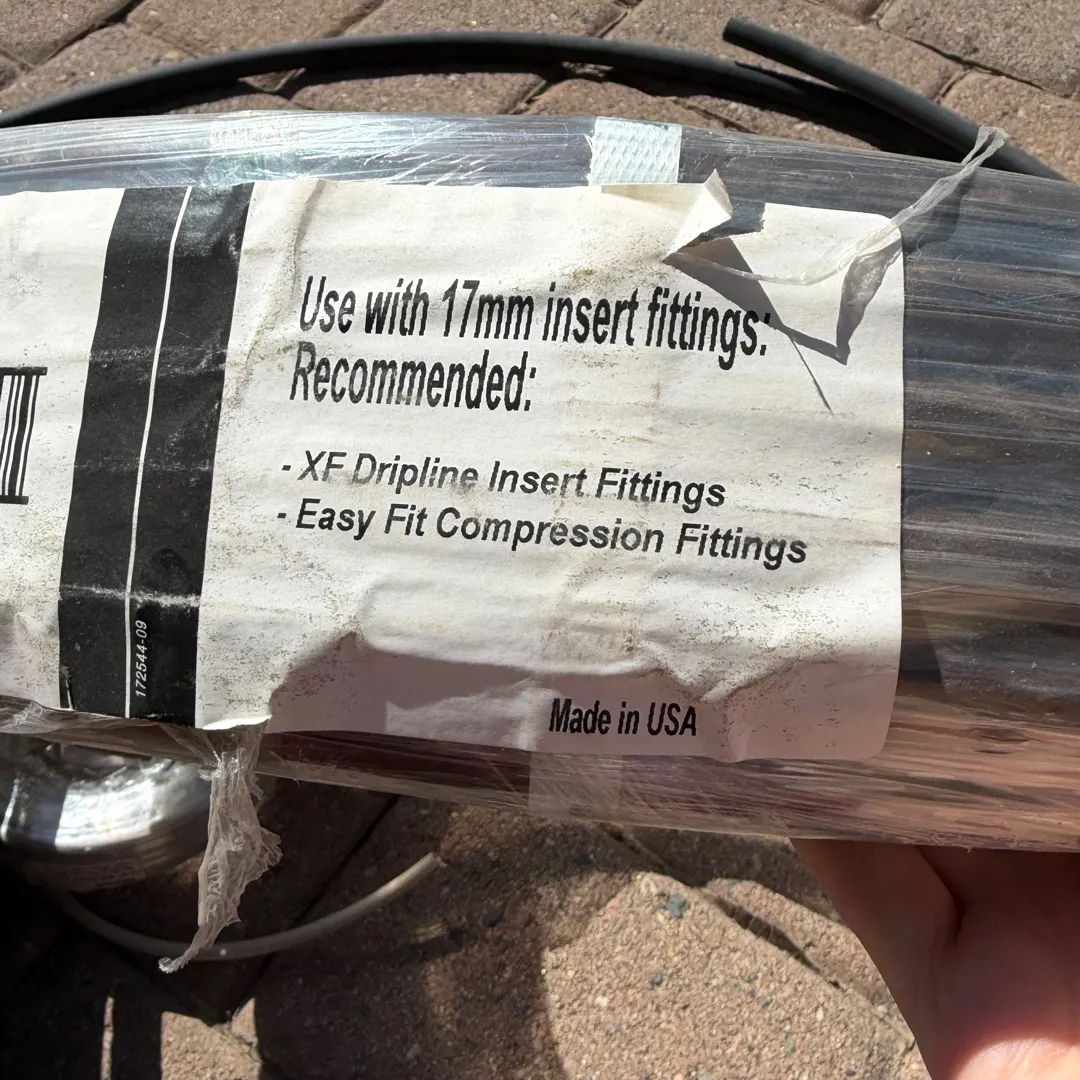 Use with 17mm insert fittings:
Recommended:
- XF Dripline Insert Fittings
- Easy Fit Compression Fittings
172544-09
Made in USA